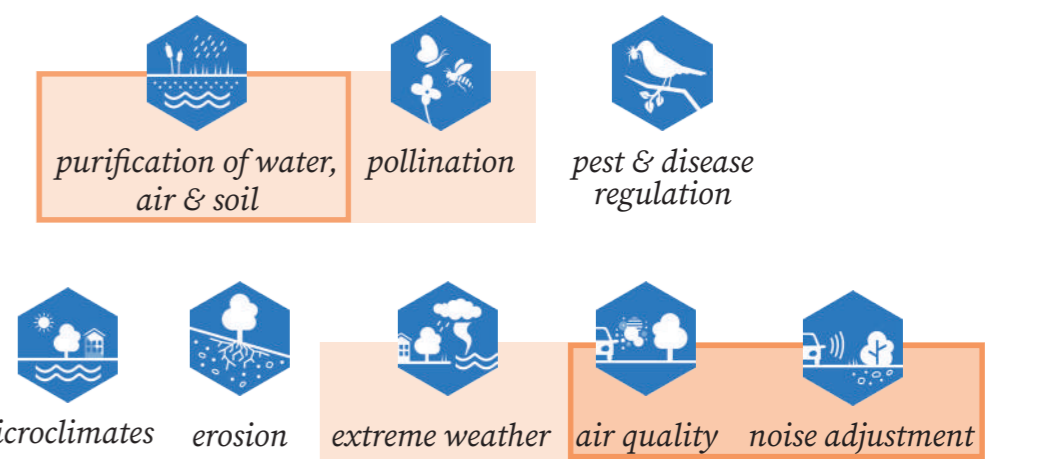 purification of water,
air & soil
pollination
pest & disease
regulation
icroclimates
erosion
extreme weather
air quality
noise adjustment